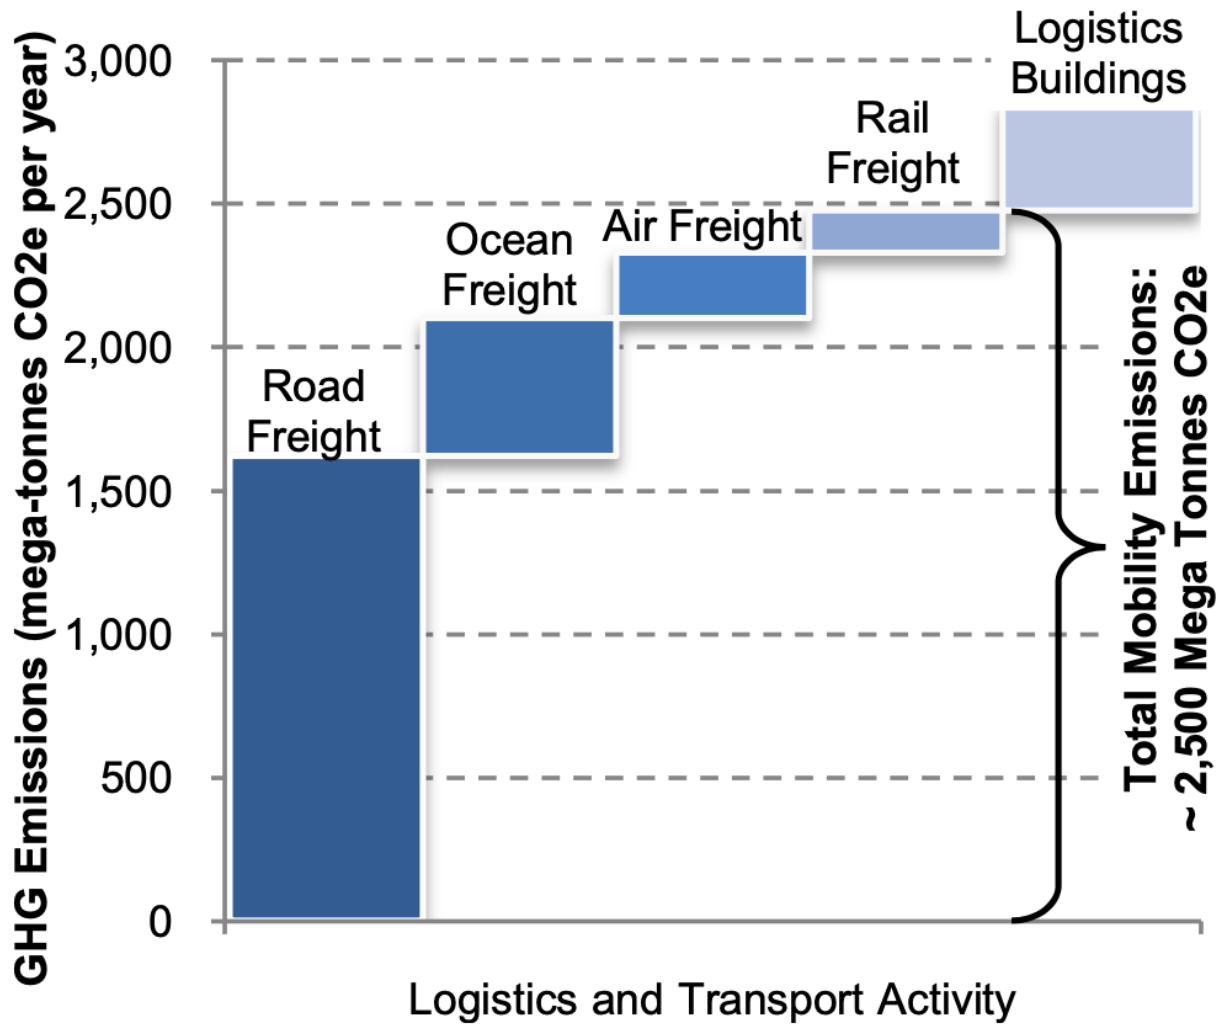 GHG Emissions (mega-tonnes CO2e per year)
3,000
2,500
2,000
1,500
1,000
500
0
Road
Freight
Ocean
Freight
Air Freight
Rail
Freight
Logistics
Buildings
Total Mobility Emissions:
~ 2,500 Mega Tonnes CO2e
Logistics and Transport Activity